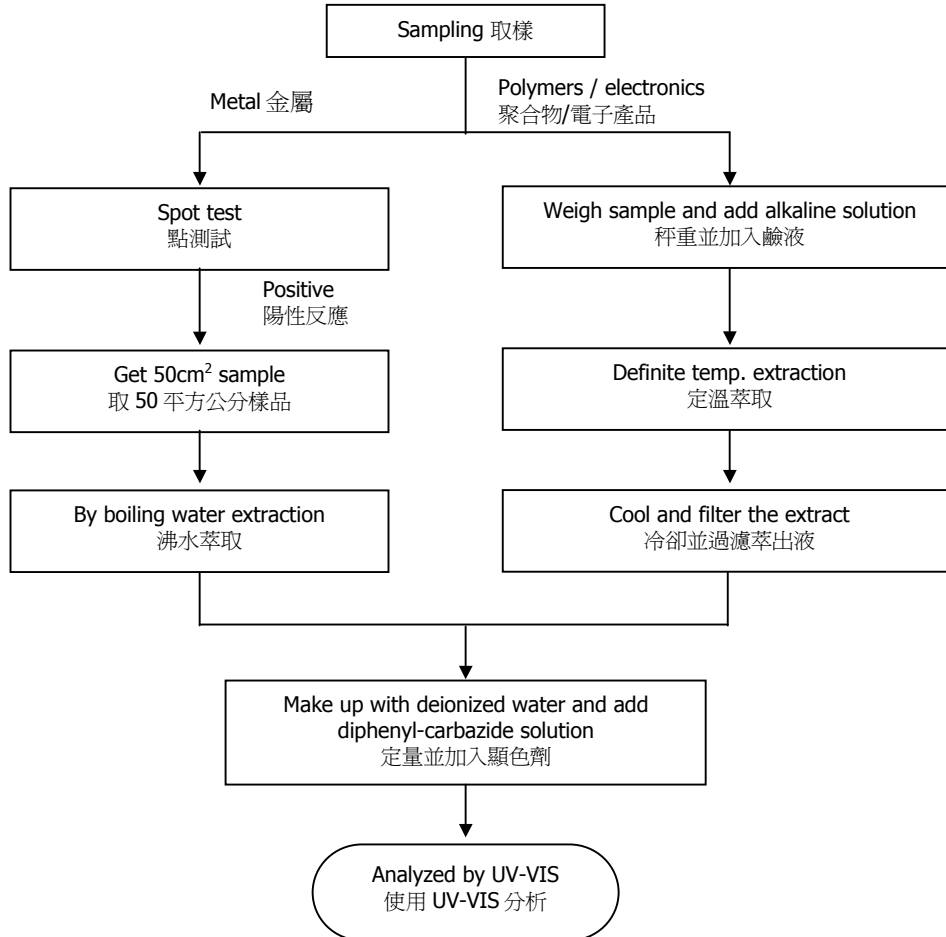 Sampling 取樣
Metal 金屬
Polymers / electronics
聚合物/電子產品
Spot test
點測試
Weigh sample and add alkaline solution
秤重並加入鹼液
Positive
陽性反應
Get 50cm² sample
取 50 平方公分樣品
Definite temp. extraction
定溫萃取
By boiling water extraction
沸水萃取
Cool and filter the extract
冷卻並過濾萃出液
Make up with deionized water and add
diphenyl-carbazide solution
定量並加入顯色劑
Analyzed by UV-VIS
使用 UV-VIS 分析